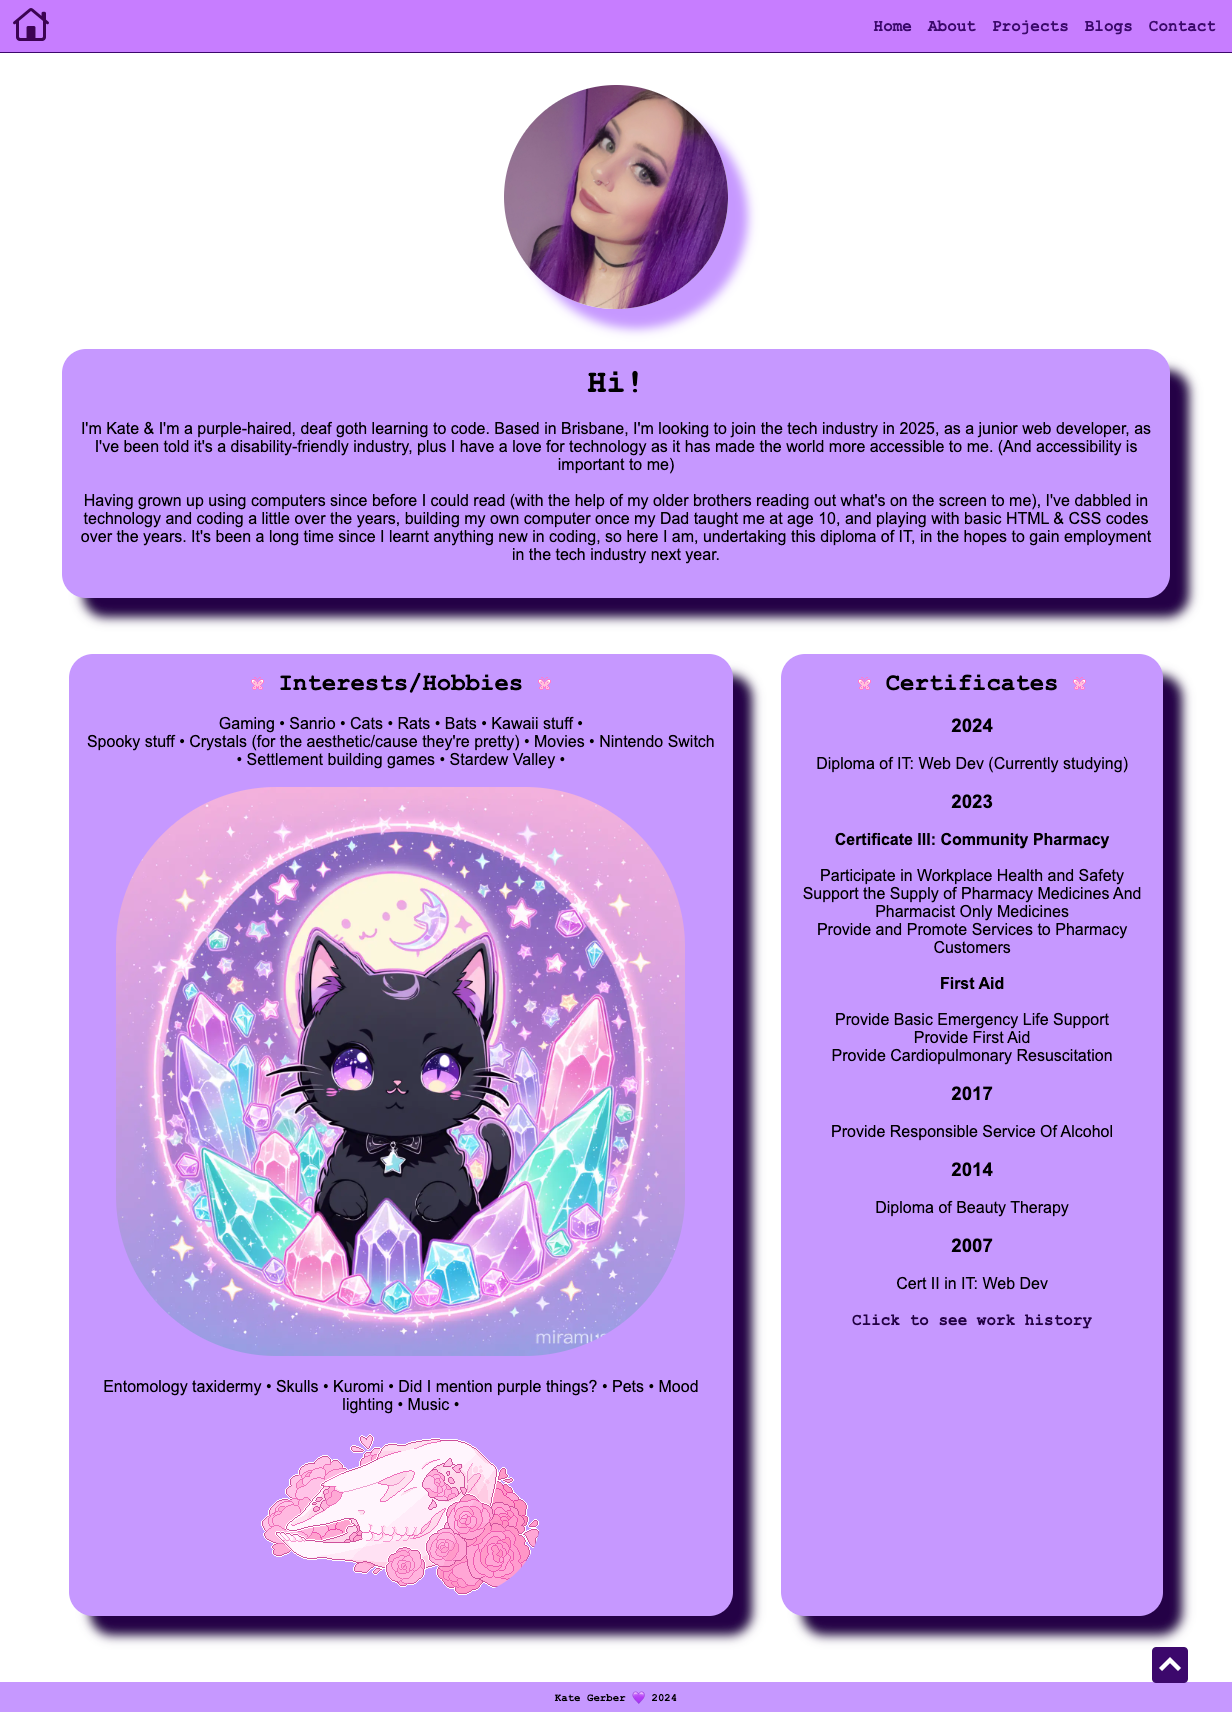 Home About Projects Blogs Contact
Hi!
I'm Kate & I'm a purple-haired, deaf goth learning to code. Based in Brisbane, I'm looking to join the tech industry in 2025, as a junior web developer, as
I've been told it's a disability-friendly industry, plus I have a love for technology as it has made the world more accessible to me. (And accessibility is
important to me)
Having grown up using computers since before I could read (with the help of my older brothers reading out what's on the screen to me), I've dabbled in
technology and coding a little over the years, building my own computer once my Dad taught me at age 10, and playing with basic HTML & CSS codes
over the years. It's been a long time since I learnt anything new in coding, so here I am, undertaking this diploma of IT, in the hopes to gain employment
in the tech industry next year.
Interests/Hobbies
Gaming • Sanrio • Cats • Rats • Bats • Kawaii stuff •
Spooky stuff • Crystals (for the aesthetic/cause they're pretty) • Movies • Nintendo Switch
• Settlement building games • Stardew Valley •
Entomology taxidermy • Skulls • Kuromi • Did I mention purple things? • Pets • Mood
lighting • Music •
Certificates
2024
Diploma of IT: Web Dev (Currently studying)
2023
Certificate III: Community Pharmacy
Participate in Workplace Health and Safety
Support the Supply of Pharmacy Medicines And
Pharmacist Only Medicines
Provide and Promote Services to Pharmacy
Customers
First Aid
Provide Basic Emergency Life Support
Provide First Aid
Provide Cardiopulmonary Resuscitation
2017
Provide Responsible Service Of Alcohol
2014
Diploma of Beauty Therapy
2007
Cert II in IT: Web Dev
Click to see work history
Kate Gerber 💜 2024